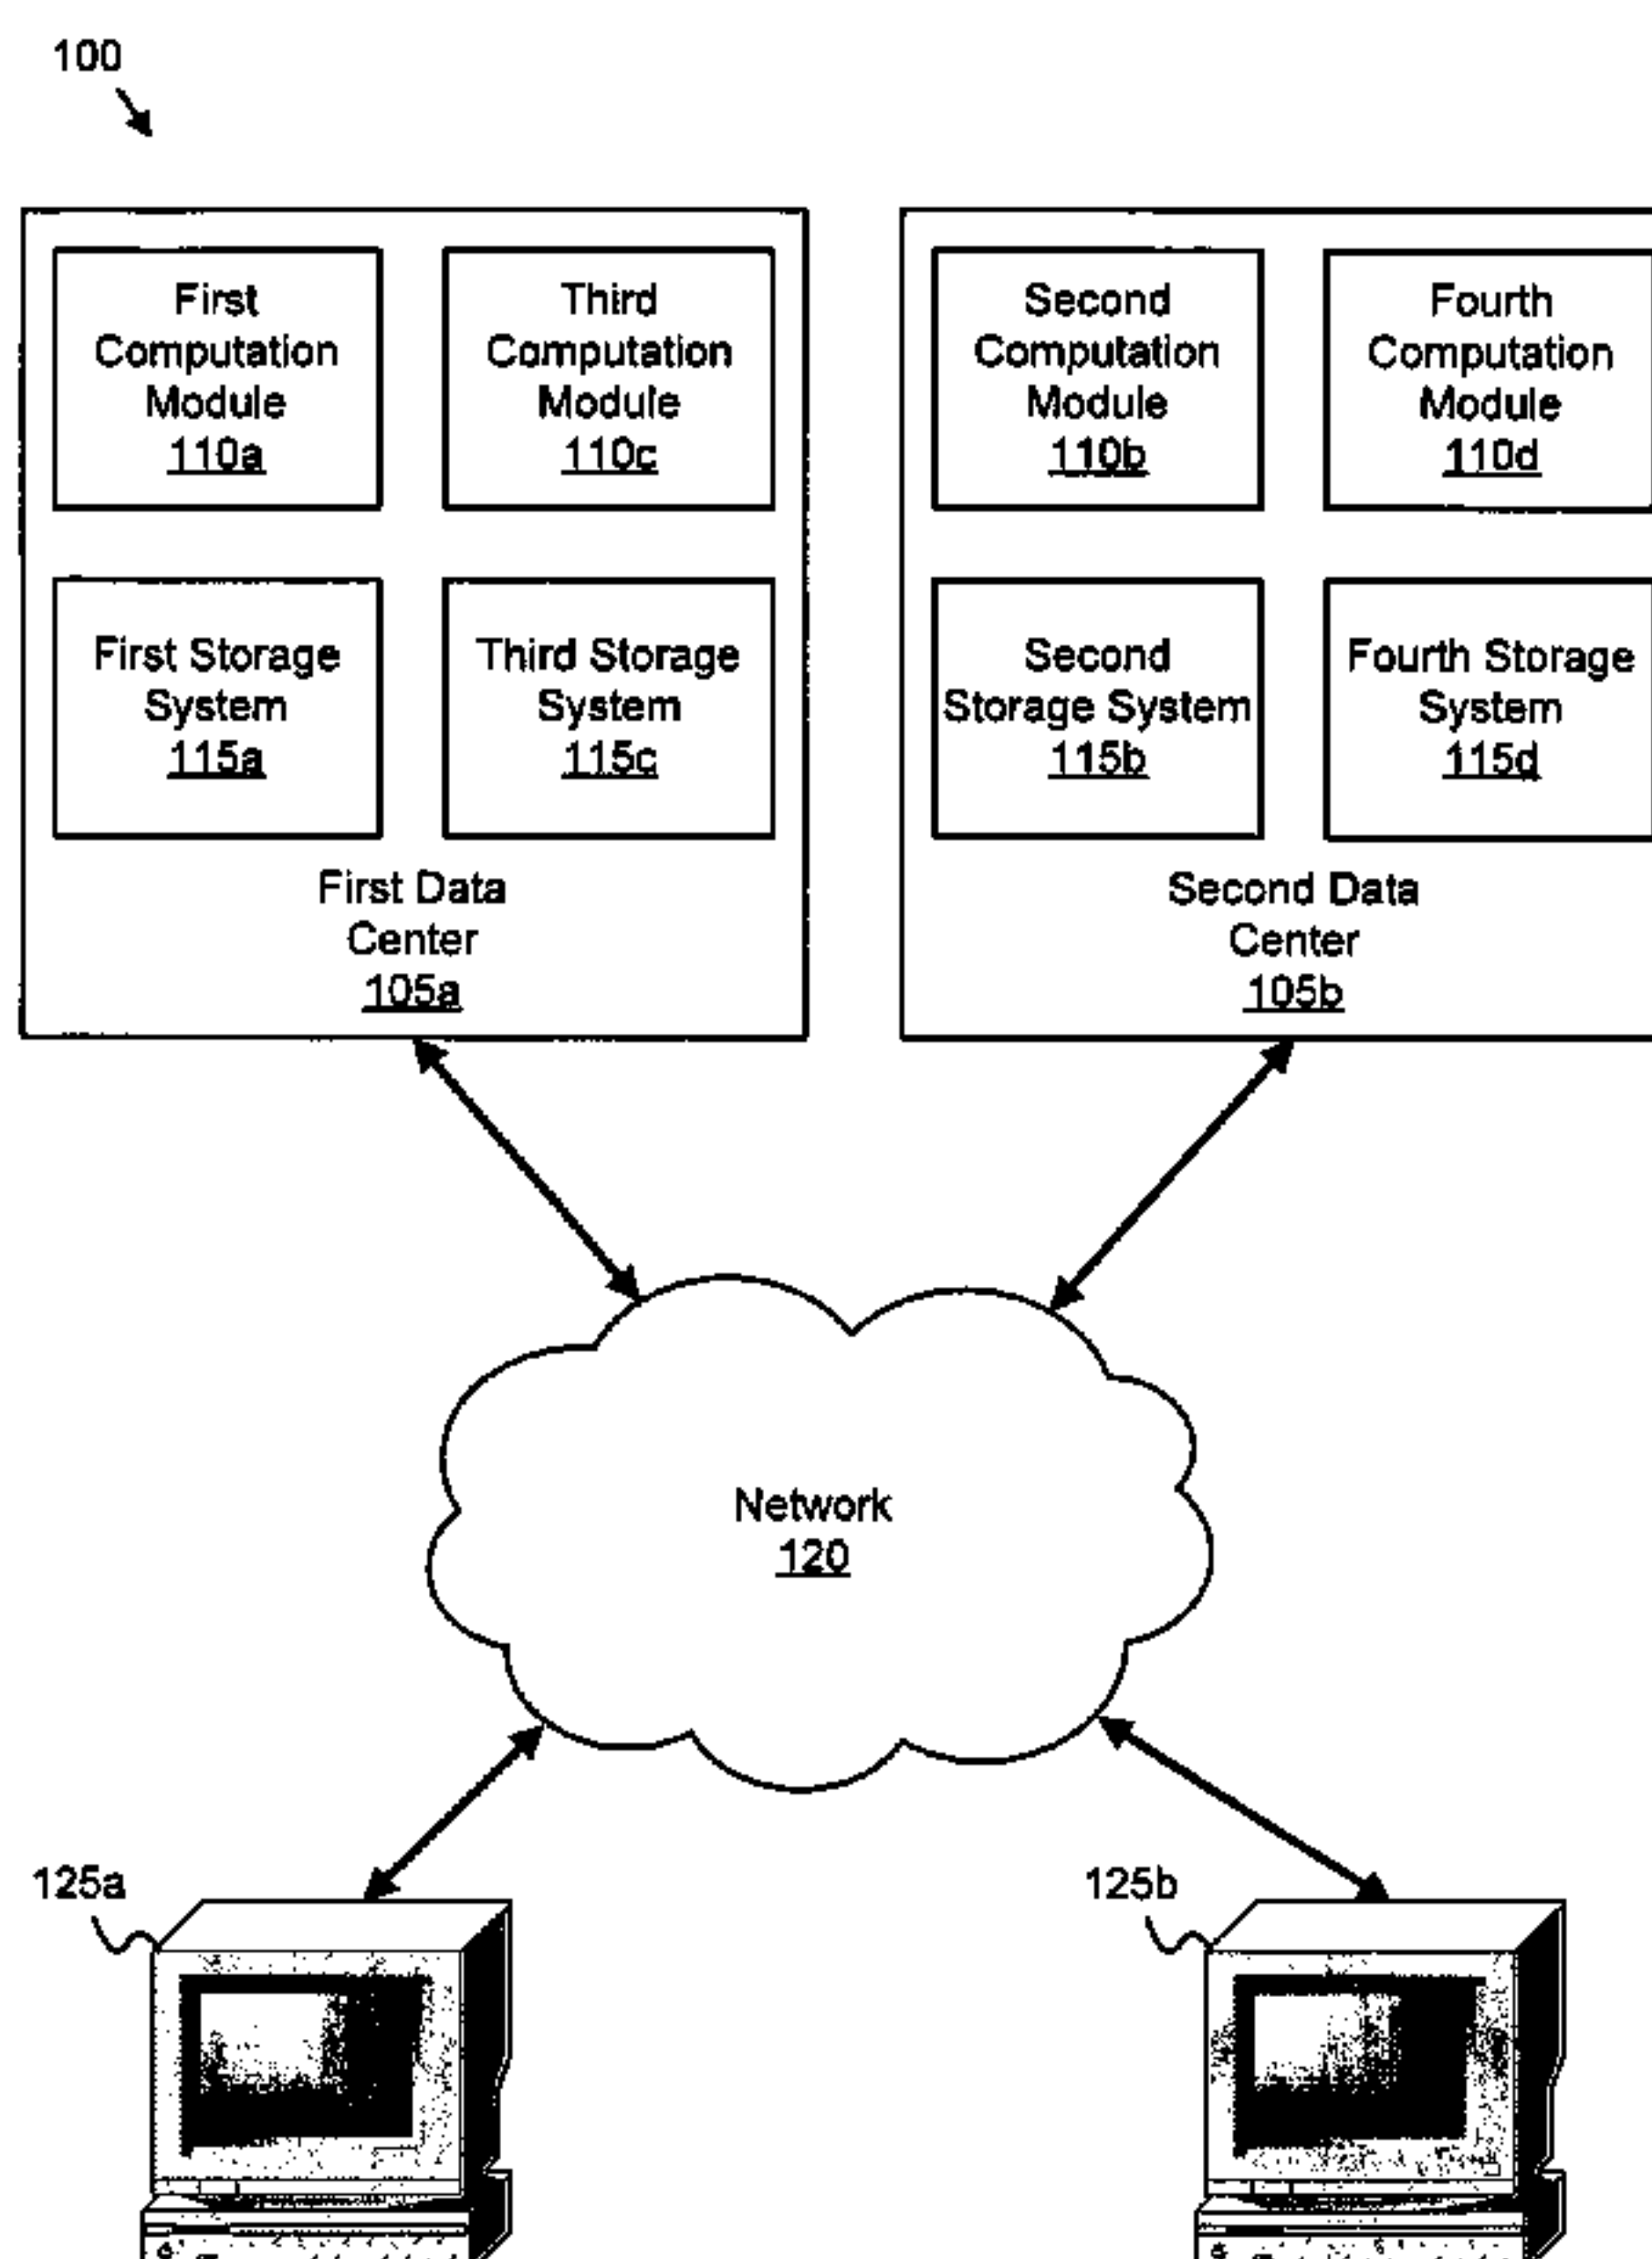 100
First
Computation
Module
110a
Third
Computation
Module
110c
Second
Computation
Module
110b
Fourth
Computation
Module
110d
First Storage
System
115a
Third Storage
System
115c
Second
Storage System
115b
Fourth Storage
System
115d
First Data
Center
105a
Second Data
Center
105b
Network
120
125a
125b